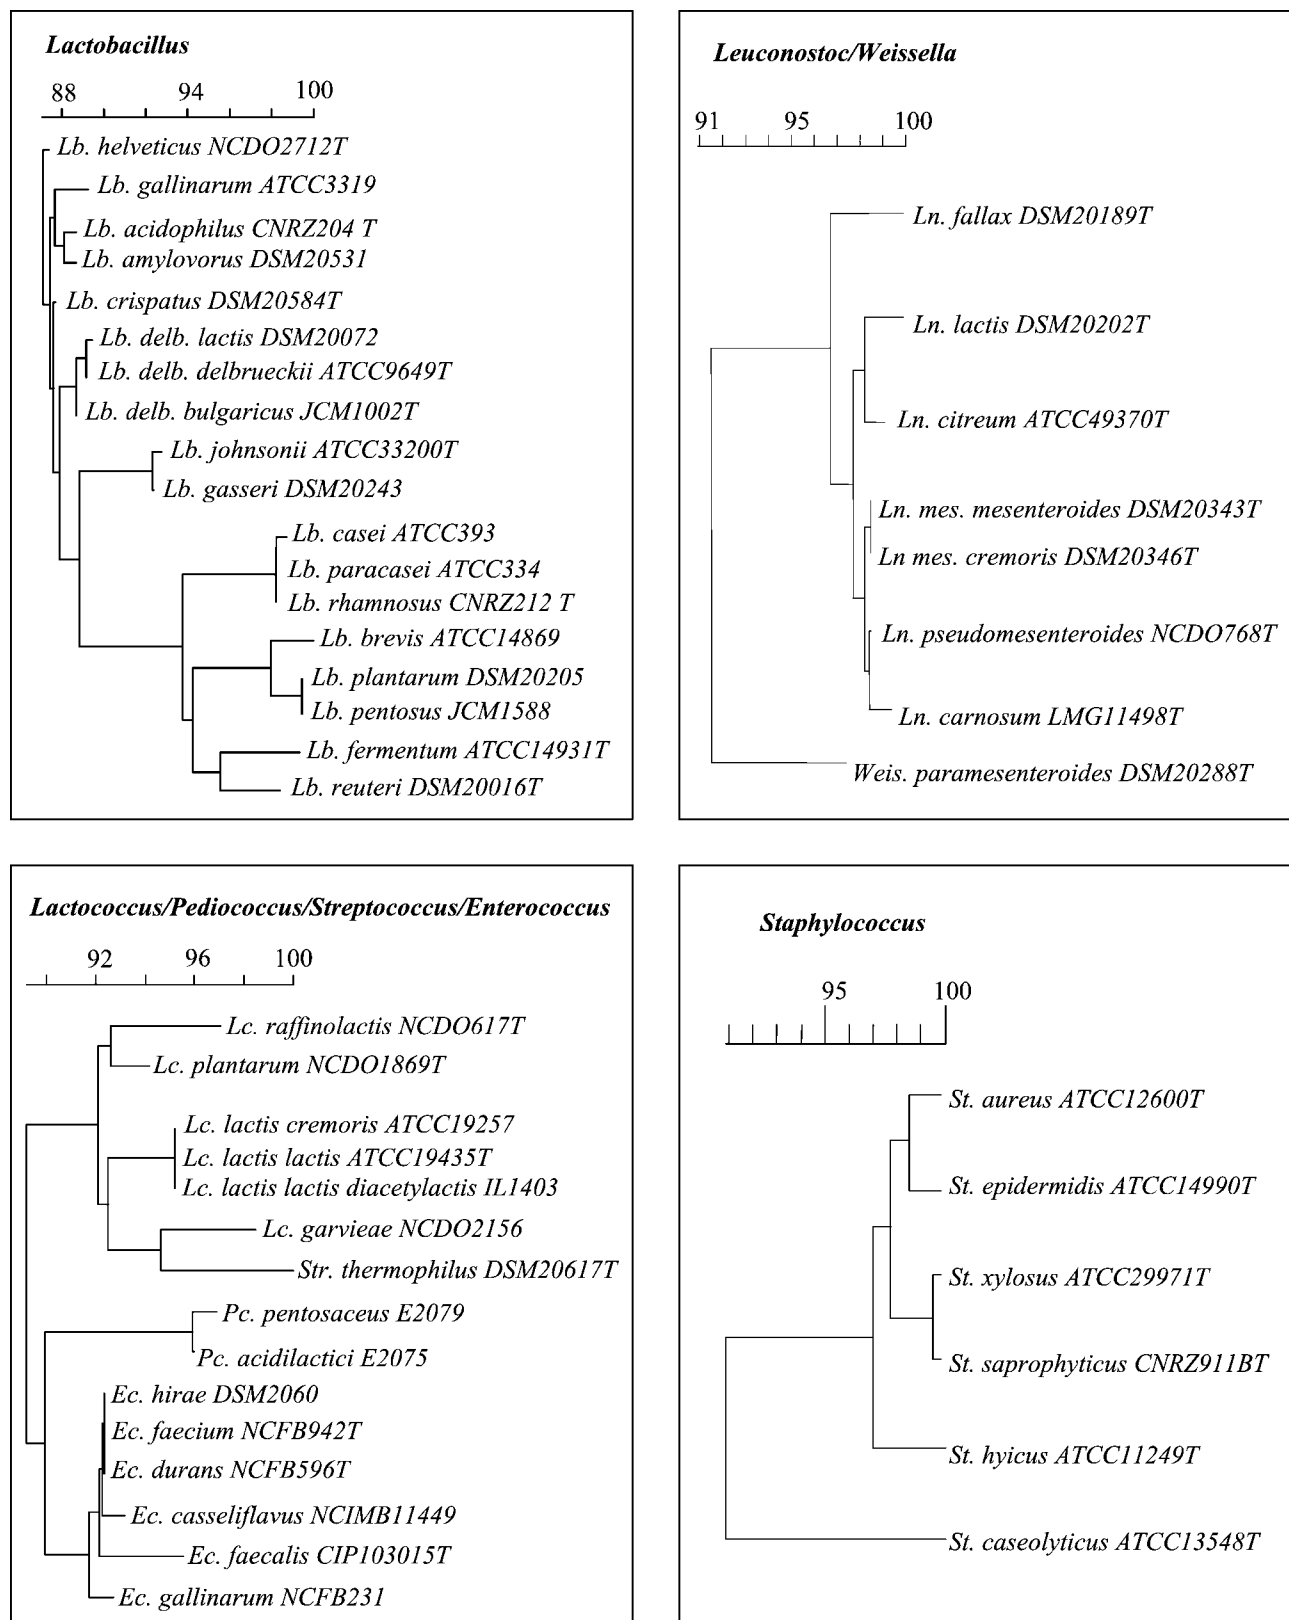 Lactobacillus
88 94 100
Lb. helveticus NCDO2712T
Lb. gallinarum ATCC3319
Lb. acidophilus CNRZ204 T
Lb. amylovorus DSM20531
Lb. crispatus DSM20584T
Lb. delb. lactis DSM20072
Lb. delb. delbrueckii ATCC9649T
Lb. delb. bulgaricus JCM1002T
Lb. johnsonii ATCC33200T
Lb. gasseri DSM20243
Lb. casei ATCC393
Lb. paracasei ATCC334
Lb. rhamnosus CNRZ212 T
Lb. brevis ATCC14869
Lb. plantarum DSM20205
Lb. pentosus JCM1588
Lb. fermentum ATCC14931T
Lb. reuteri DSM20016T
Leuconostoc/Weissella
91 95 100
Ln. fallax DSM20189T
Ln. lactis DSM20202T
Ln. citreum ATCC49370T
Ln. mes. mesenteroides DSM20343T
Ln mes. cremoris DSM20346T
Ln. pseudomesenteroides NCDO768T
Ln. carnosum LMG11498T
Weis. paramesenteroides DSM20288T
Lactococcus/Pediococcus/Streptococcus/Enterococcus
92 96 100
Lc. raffinolactis NCDO617T
Lc. plantarum NCDO1869T
Lc. lactis cremoris ATCC19257
Lc. lactis lactis ATCC19435T
Lc. lactis lactis diacetylactis IL1403
Lc. garvieae NCDO2156
Str. thermophilus DSM20617T
Pc. pentosaceus E2079
Pc. acidilactici E2075
Ec. hirae DSM2060
Ec. faecium NCFB942T
Ec. durans NCFB596T
Ec. casseliflavus NCIMB11449
Ec. faecalis CIP103015T
Ec. gallinarum NCFB231
Staphylococcus
95 100
St. aureus ATCC12600T
St. epidermidis ATCC14990T
St. xylosus ATCC29971T
St. saprophyticus CNRZ911BT
St. hyicus ATCC11249T
St. caseolyticus ATCC13548T